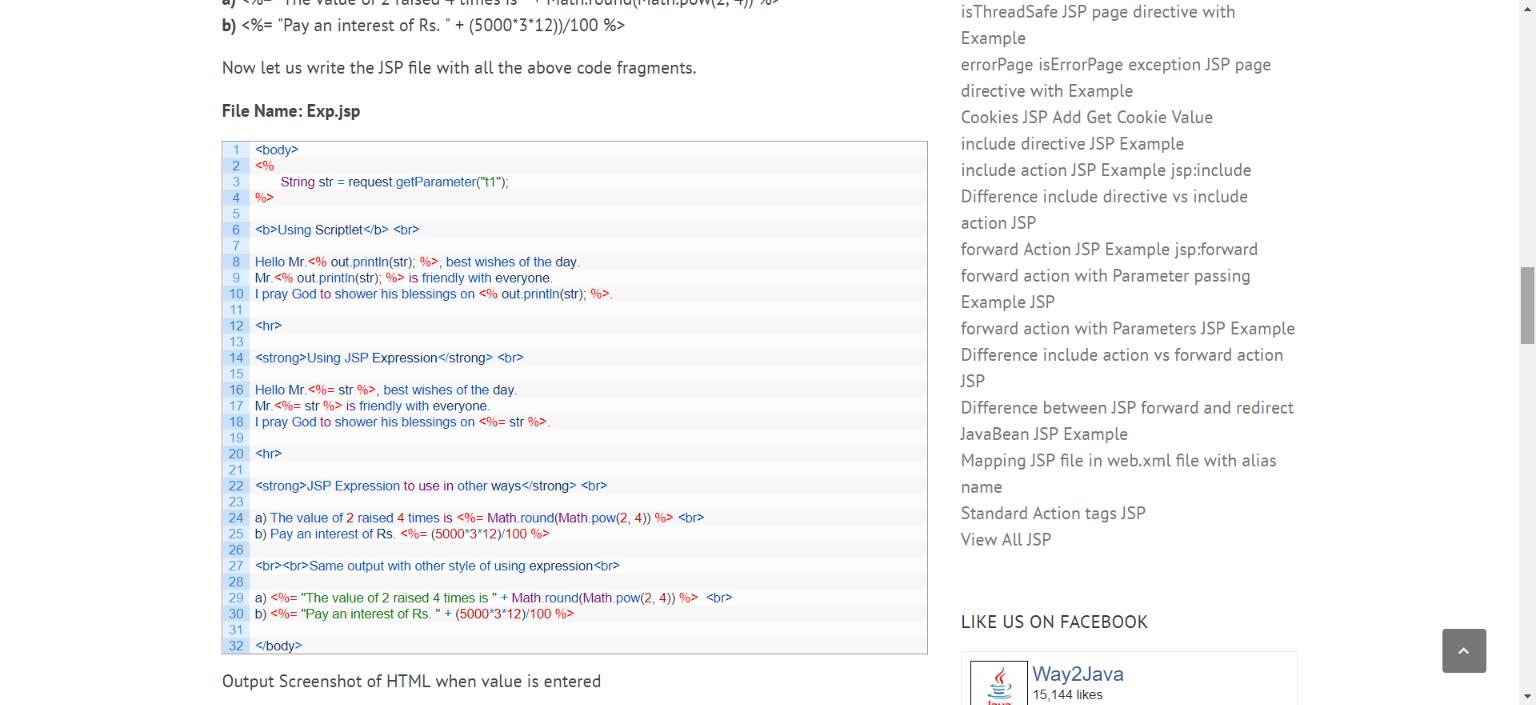 a) <%= "The value of 2 raised 4 times is " + Math.round(Math.pow(2, 4)) %>
b) <%= "Pay an interest of Rs. " + (5000*3*12))/100 %>
Now let us write the JSP file with all the above code fragments.
File Name: Exp.jsp
1 <body>
2 <%
3 String str = request.getParameter("t1");
4 %>
5
6 <b>Using Scriptlet</b> <br>
7
8 Hello Mr.<% out.println(str); %>, best wishes of the day.
9 Mr.<% out.println(str); %> is friendly with everyone.
10 I pray God to shower his blessings on <% out.println(str); %>.
11
12 <hr>
13
14 <strong>Using JSP Expression</strong> <br>
15
16 Hello Mr.<%= str %>, best wishes of the day.
17 Mr.<%= str %> is friendly with everyone.
18 I pray God to shower his blessings on <%= str %>.
19
20 <hr>
21
22 <strong>JSP Expression to use in other ways</strong> <br>
23
24 a) The value of 2 raised 4 times is <%= Math.round(Math.pow(2, 4)) %> <br>
25 b) Pay an interest of Rs. <%= (5000*3*12)/100 %>
26
27 <br><br>Same output with other style of using expression<br>
28
29 a) <%= "The value of 2 raised 4 times is " + Math.round(Math.pow(2, 4)) %> <br>
30 b) <%= "Pay an interest of Rs. " + (5000*3*12)/100 %>
31
32 </body>
Output Screenshot of HTML when value is entered
isThreadSafe JSP page directive with
Example
errorPage isErrorPage exception JSP page
directive with Example
Cookies JSP Add Get Cookie Value
include directive JSP Example
include action JSP Example jsp:include
Difference include directive vs include
action JSP
forward Action JSP Example jsp:forward
forward action with Parameter passing
Example JSP
forward action with Parameters JSP Example
Difference include action vs forward action
JSP
Difference between JSP forward and redirect
JavaBean JSP Example
Mapping JSP file in web.xml file with alias
name
Standard Action tags JSP
View All JSP
LIKE US ON FACEBOOK
Way2Java
15,144 likes
Java